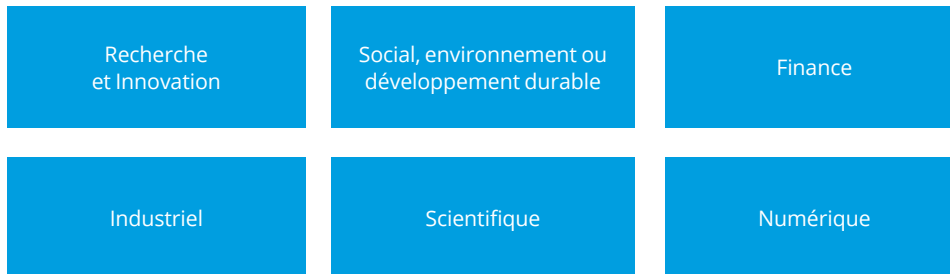 Recherche
et Innovation
Social, environnement ou
développement durable
Finance
Industriel
Scientifique
Numérique